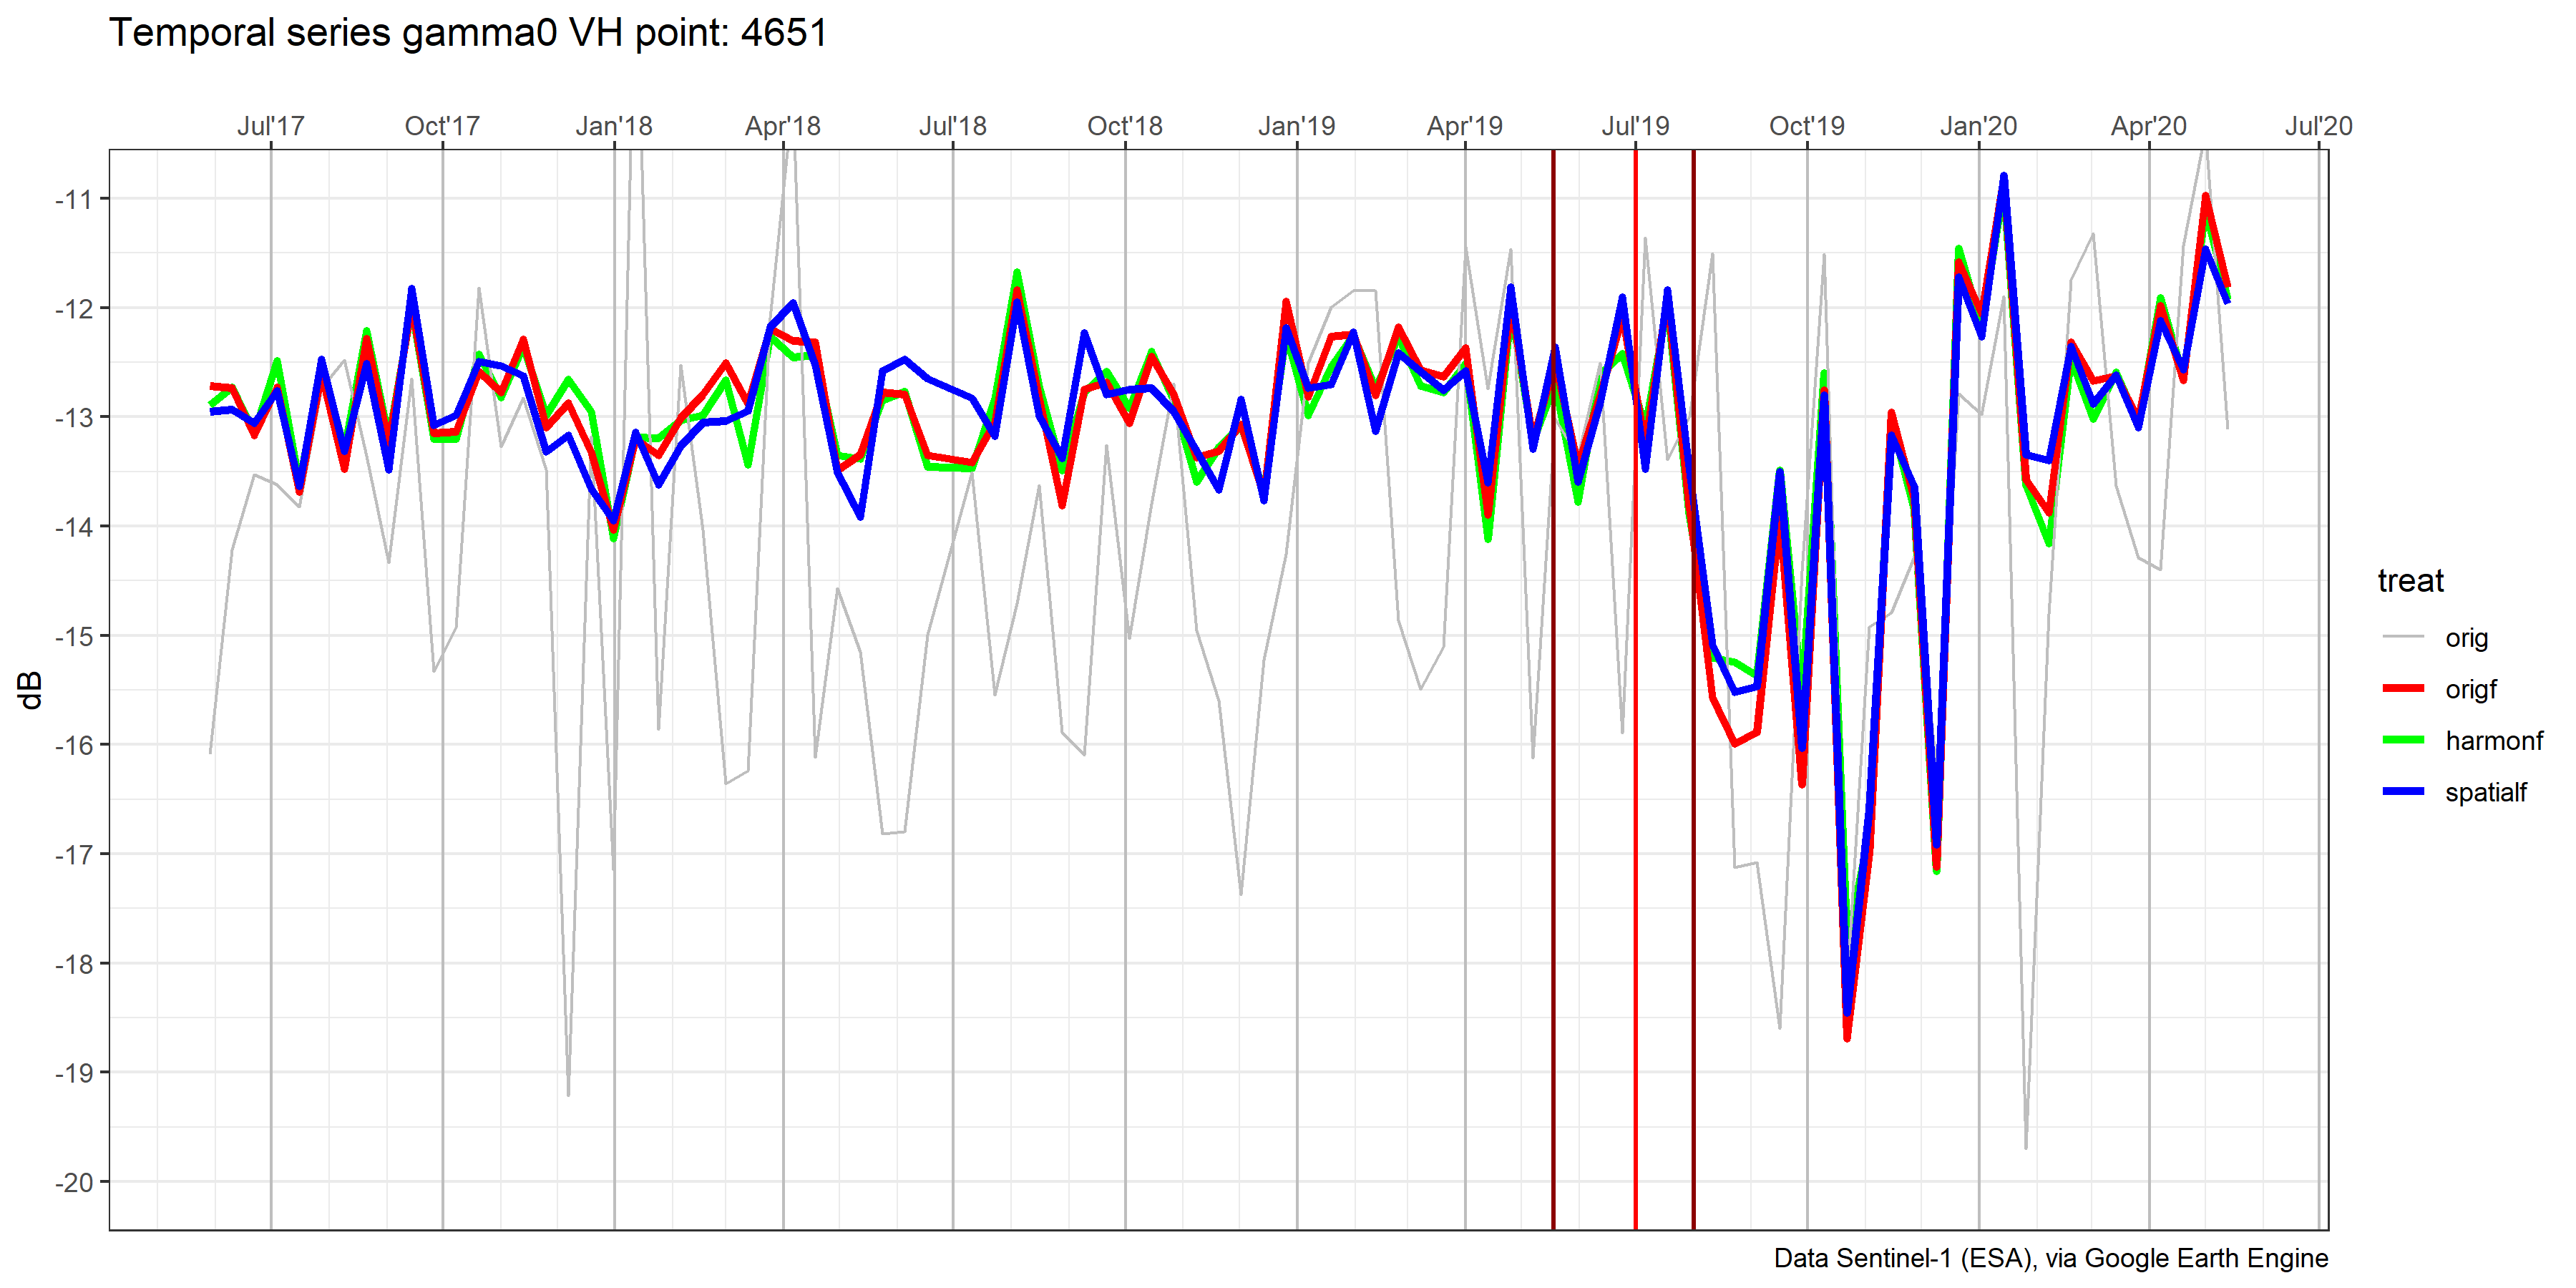 Temporal series gamma0 VH point: 4651
Jul'17 Oct'17 Jan'18 Apr'18 Jul'18 Oct'18 Jan'19 Apr'19 Jul'19 Oct'19 Jan'20 Apr'20 Jul'20
-11
-12
-13
-14
-15
-16
-17
-18
-19
-20
dB
treat
orig
origf
harmonf
spatialf
Data Sentinel-1 (ESA), via Google Earth Engine